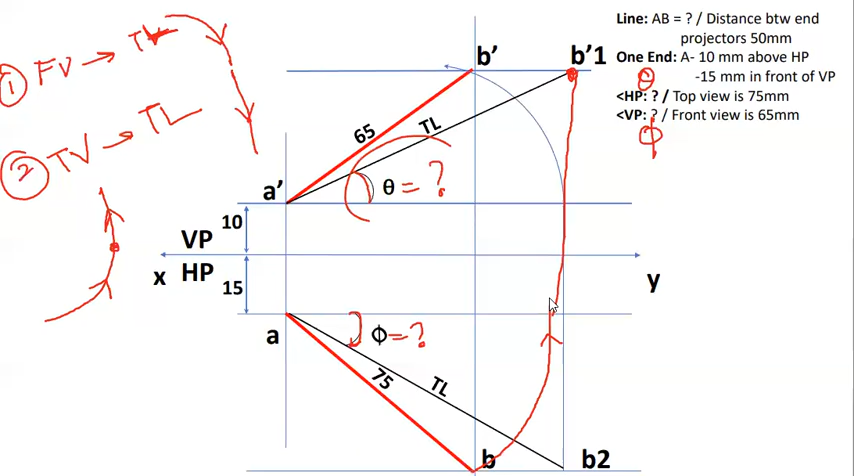 Line: AB = ? / Distance btw end
projectors 50mm
One End: A- 10 mm above HP
-15 mm in front of VP
θ
<HP: ? / Top view is 75mm
<VP: ? / Front view is 65mm
ϕ
① FV → TL
② TV → TL
b'
b'1
65
TL
a'
θ = ?
10
VP
x
HP
y
15
a
ϕ = ?
75
TL
b
b2